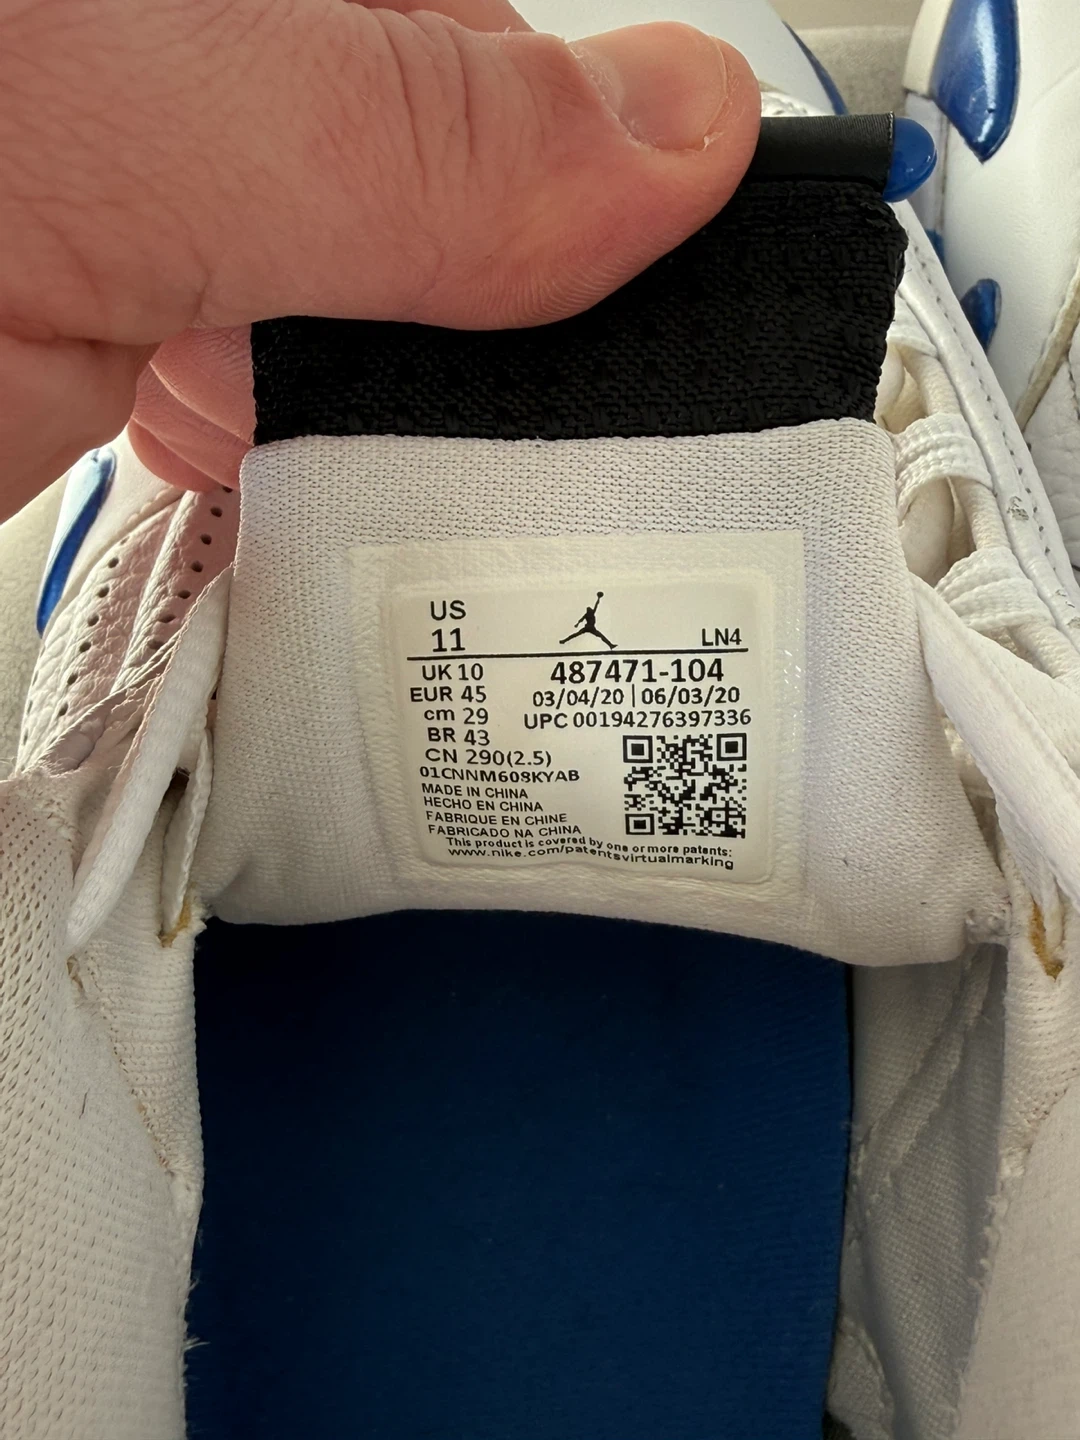 US
11
LN4
UK 10
EUR 45
cm 29
BR 43
CN 290(2.5)
487471-104
03/04/20 | 06/03/20
UPC 00194276397336
01CNNM608KYAB
MADE IN CHINA
HECHO EN CHINA
FABRIQUE EN CHINE
FABRICADO NA CHINA
This product is covered by one or more patents:
www.nike.com/patentsvirtualmarking